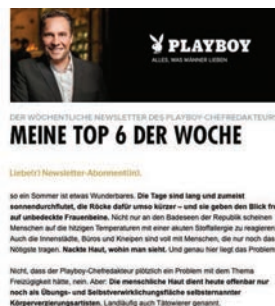 PLAYBOY
ALLES, WAS MÄNNER LIEBEN
DER WÖCHENTLICHE NEWSLETTER DES PLAYBOY-CHEFREDAKTEURS
MEINE TOP 6 DER WOCHE
Liebe(r) Newsletter-Abonnent(in),
so ein Sommer ist etwas Wunderbares. Die Tage sind lang und zumeist
sonnendurchflutet, die Röcke dafür umso kürzer – und sie geben den Blick frei
auf unbedeckte Frauenbeine. Nicht nur an den Badeseen der Republik scheinen
Menschen auf die hitzigen Temperaturen mit einer akuten Stoffallergie zu reagieren.
Auch die Innenstädte, Büros und Kneipen sind voll mit Menschen, die nur noch das
Nötigste tragen. Nackte Haut, wohin man sieht. Und genau hier liegt das Problem.
Nicht, dass der Playboy-Chefredakteur plötzlich ein Problem mit dem Thema
Freizügigkeit hätte, nein. Aber: Die menschliche Haut dient heute offenbar nur
noch als Übungs- und Selbstverwirklichungsfläche selbsternannter
Körperverzierungsartisten. Landläufig auch Tätowierer genannt.